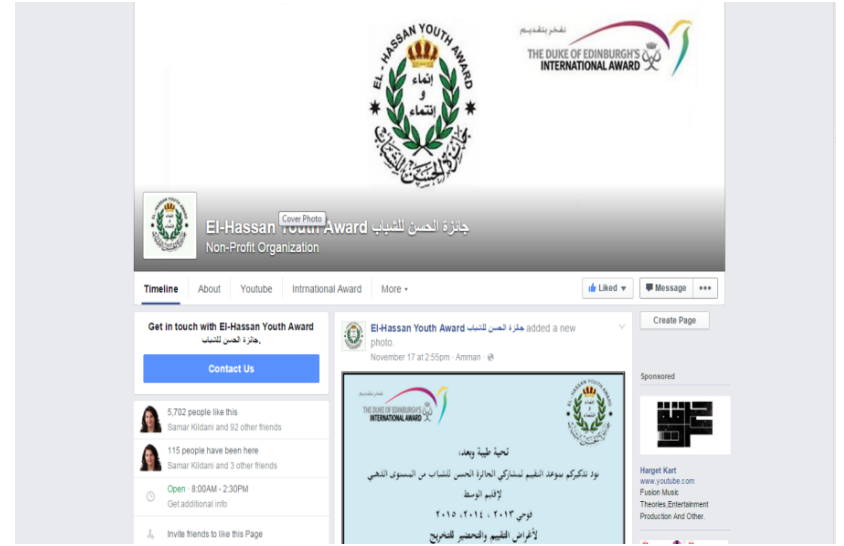 EL-HASSAN YOUTH AWARD
إنماء
و
إنتماء
جائزة الحسن للشباب
نفخر بتقديم
THE DUKE OF EDINBURGH'S
INTERNATIONAL AWARD
El-Hassan Youth Award جائزة الحسن للشباب
Cover Photo
Non-Profit Organization
Timeline About Youtube Intrnational Award More
Liked Message •••
Create Page
Get in touch with El-Hassan Youth Award
جائزة الحسن للشباب.
Contact Us
5,702 people like this
Samar Kildani and 92 other friends
115 people have been here
Samar Kildani and 3 other friends
Open · 8:00AM - 2:30PM
Get additional info
Invite friends to like this Page
El-Hassan Youth Award جائزة الحسن للشباب added a new
photo.
November 17 at 2:55pm · Amman ·
نفخر بتقديم
THE DUKE OF EDINBURGH'S
INTERNATIONAL AWARD
تحية طيبة وبعد،
نود تذكيركم بموعد التقييم لمشاركي الجائزة الحسن للشباب من المستوى الذهبي
لإقليم الوسط
فوجي ٢٠١٣ ، ٢٠١٤، ٢٠١٥
لأغراض التقييم والتحضير للتخريج
Sponsored
Harget Kart
www.youtube.com
Fusion Music
Theories,Entertainment
Production And Other.